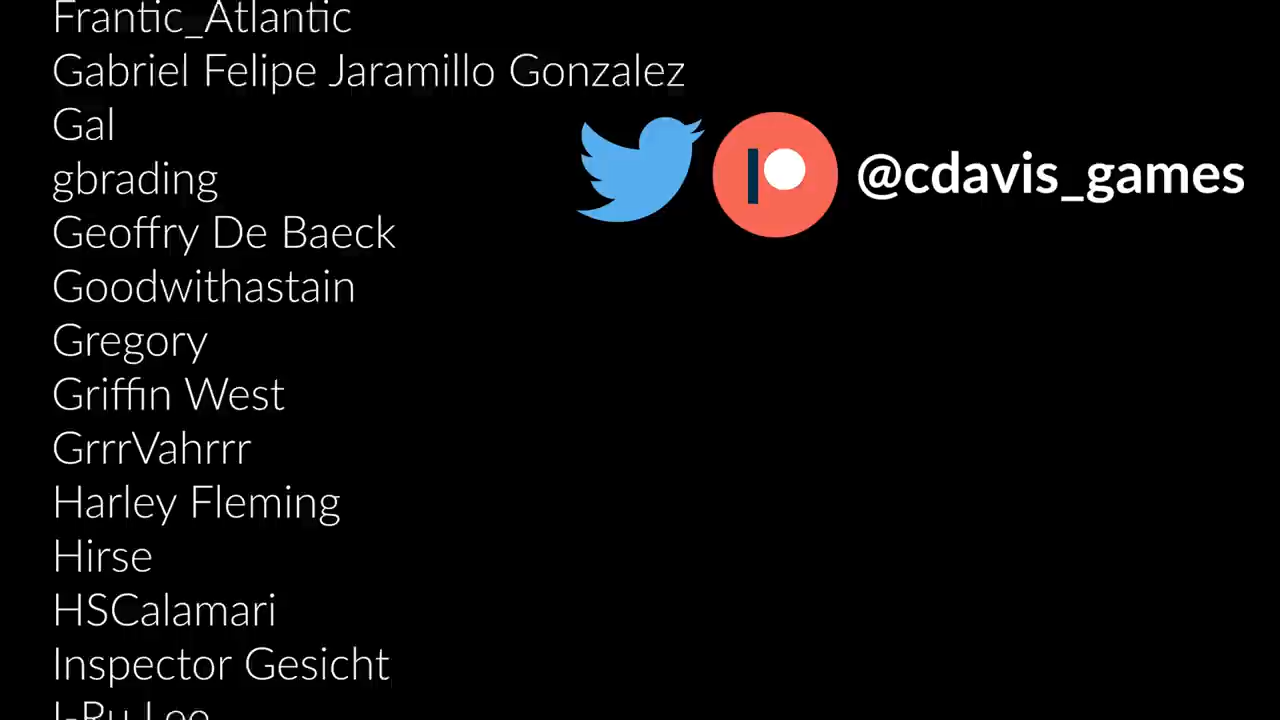 Frantic_Atlantic
Gabriel Felipe Jaramillo Gonzalez
Gal
@cdavis_games
gbrading
Geoffry De Baeck
Goodwithastain
Gregory
Griffin West
GrrrVahrrr
Harley Fleming
Hirse
HSCalamari
Inspector Gesicht